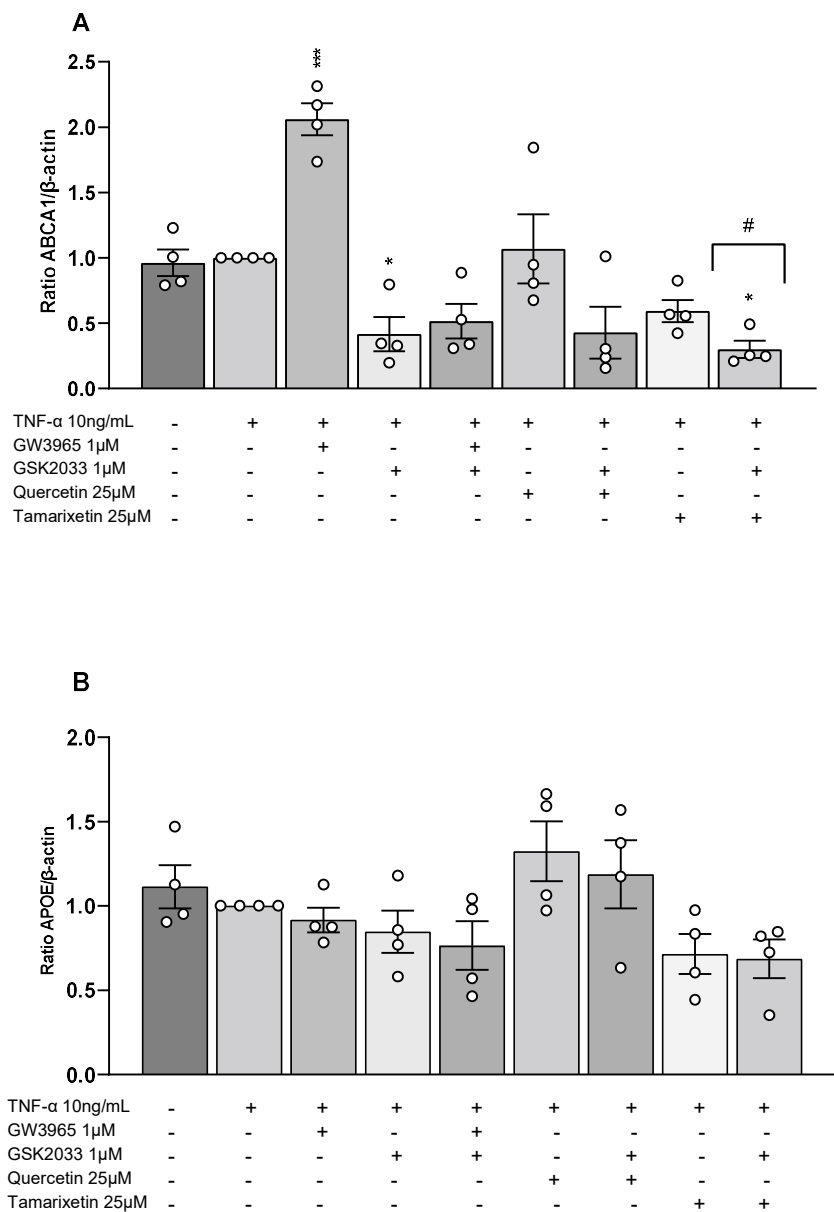 A
***
2.5
2.0
1.5
1.0
0.5
0.0
Ratio ABCA1/β-actin
*
#
*
TNF-α 10ng/mL - + + + + + + + +
GW3965 1µM - - + - + - - - -
GSK2033 1µM - - - + + - + - +
Quercetin 25µM - - - - - + + - -
Tamarixetin 25µM - - - - - - - + +
B
2.0
1.5
1.0
0.5
0.0
Ratio APOE/β-actin
TNF-α 10ng/mL - + + + + + + + +
GW3965 1µM - - + - + - - - -
GSK2033 1µM - - - + + - + - +
Quercetin 25µM - - - - - + + - -
Tamarixetin 25µM - - - - - - - + +